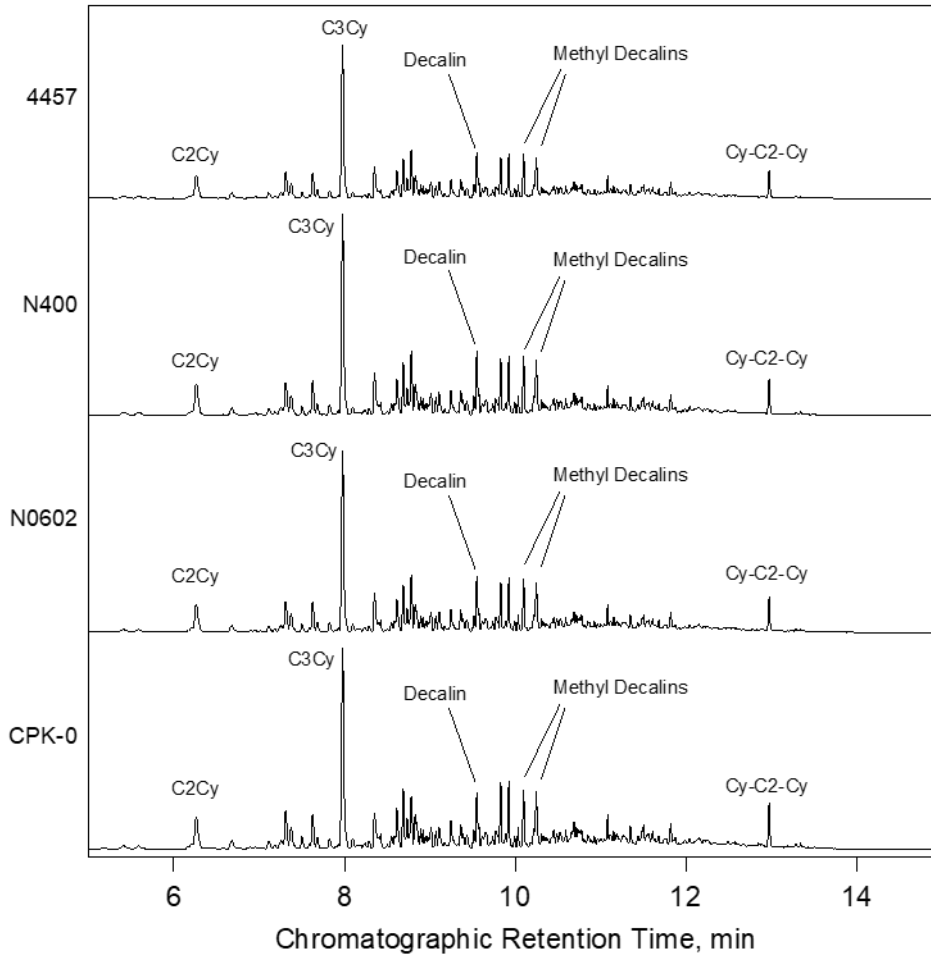 C3Cy
Decalin
Methyl Decalins
4457
C2Cy
Cy-C2-Cy
C3Cy
Decalin
Methyl Decalins
N400
C2Cy
Cy-C2-Cy
C3Cy
Decalin
Methyl Decalins
N0602
C2Cy
Cy-C2-Cy
C3Cy
Decalin
Methyl Decalins
CPK-0
C2Cy
Cy-C2-Cy
6 8 10 12 14
Chromatographic Retention Time, min